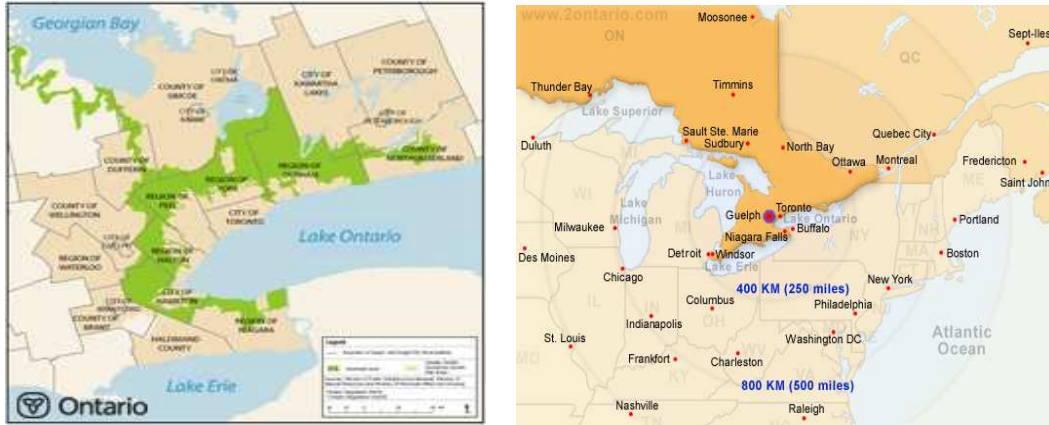 Georgian Bay
COUNTY OF
SIMCOE
CITY OF
KAWARTHA
LAKES
COUNTY OF
PETERBOROUGH
COUNTY OF
NORTHUMBERLAND
COUNTY OF
DUFFERIN
REGION OF
DURHAM
REGION OF
YORK
REGION OF
PEEL
COUNTY OF
WELLINGTON
CITY OF
TORONTO
Lake Ontario
REGION OF
WATERLOO
REGION OF
HALTON
CITY OF
HAMILTON
COUNTY OF
BRANT
REGION OF
NIAGARA
HALDIMAND
COUNTY
Lake Erie
Legend
Ontario
www.2ontario.com
Moosonee
ON
QC
Sept-Iles
Thunder Bay
Timmins
Lake Superior
Duluth
Sault Ste. Marie
Sudbury
North Bay
Quebec City
Ottawa
Montreal
Fredericton
Saint John
ME
WI
MI
Lake
Huron
Lake
Michigan
Guelph
Toronto
Lake Ontario
Niagara Falls
Buffalo
NY
NH
MA
Portland
Boston
Milwaukee
Detroit
Windsor
Lake Erie
Des Moines
Chicago
400 KM (250 miles)
New York
Philadelphia
IL
IN
OH
Columbus
Indianapolis
Washington DC
Atlantic
Ocean
St. Louis
MO
Frankfort
KY
Charleston
WV
VA
800 KM (500 miles)
Nashville
Raleigh